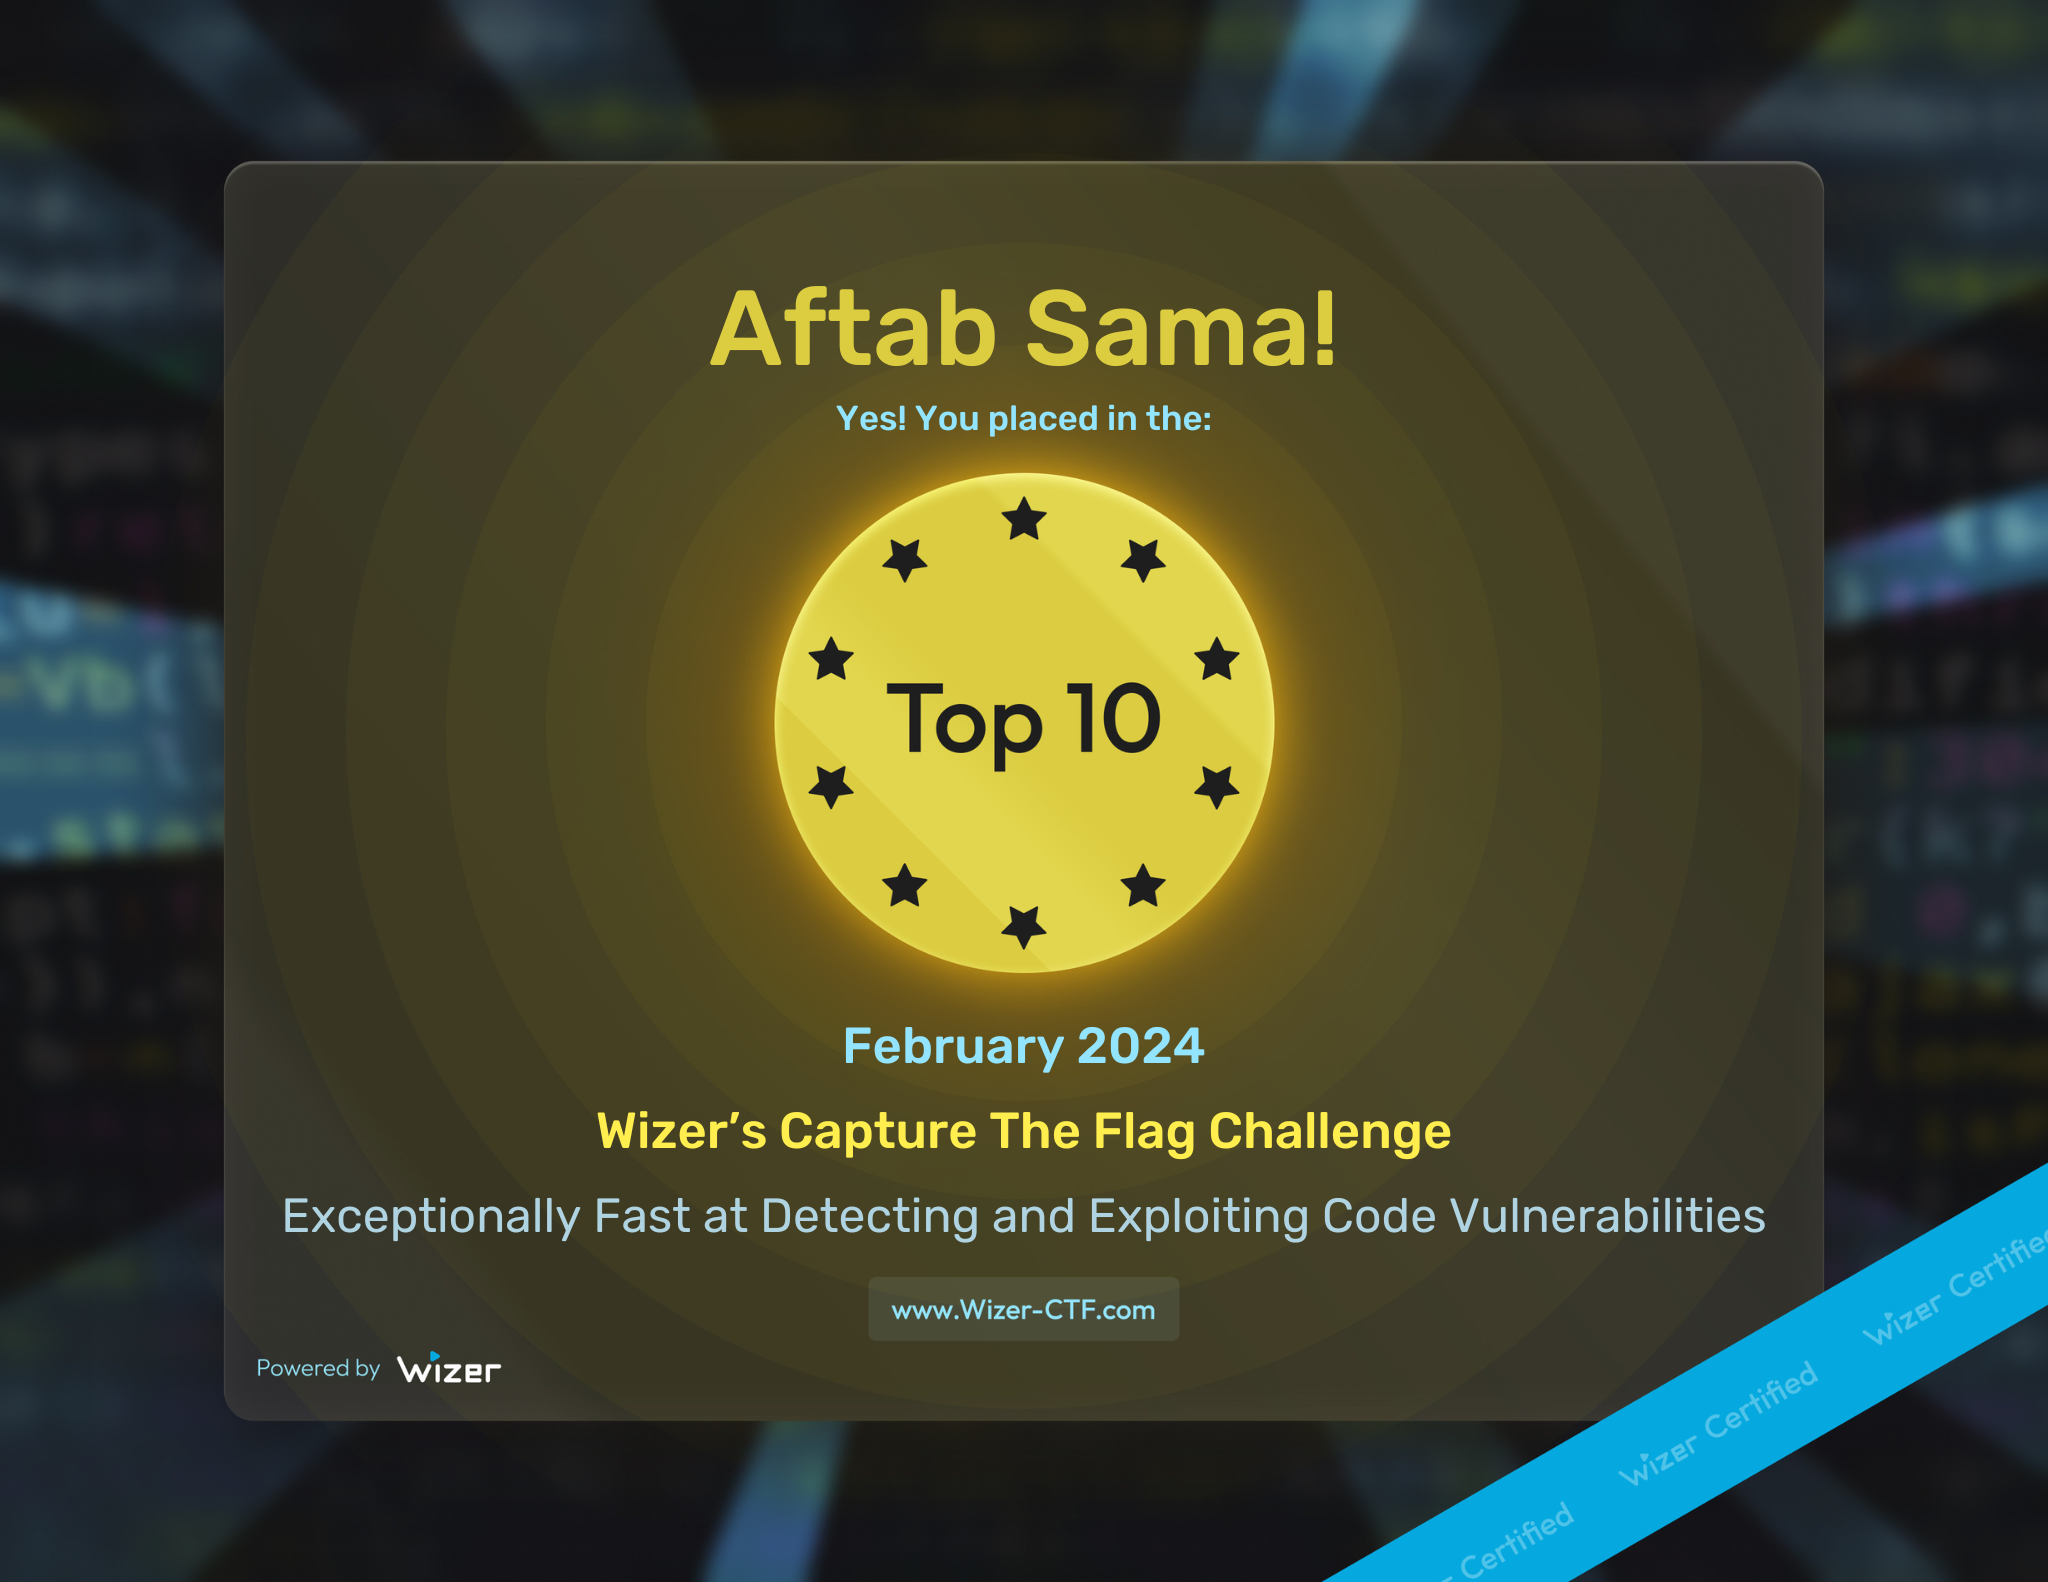 Aftab Sama!
Yes! You placed in the:
Top 10
February 2024
Wizer’s Capture The Flag Challenge
Exceptionally Fast at Detecting and Exploiting Code Vulnerabilities
www.Wizer-CTF.com
Powered by wizer
wizer Certified
wizer Certified
Certified